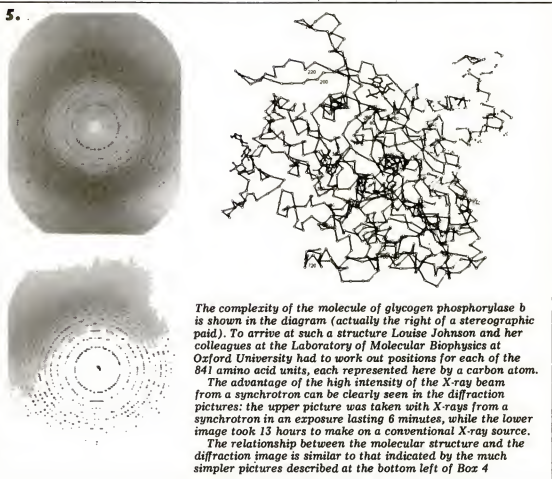 5.
220
200
The complexity of the molecule of glycogen phosphorylase b
is shown in the diagram (actually the right of a stereographic
paid). To arrive at such a structure Louise Johnson and her
colleagues at the Laboratory of Molecular Biophysics at
Oxford University had to work out positions for each of the
841 amino acid units, each represented here by a carbon atom.
The advantage of the high intensity of the X-ray beam
from a synchrotron can be clearly seen in the diffraction
pictures: the upper picture was taken with X-rays from a
synchrotron in an exposure lasting 6 minutes, while the lower
image took 13 hours to make on a conventional X-ray source.
The relationship between the molecular structure and the
diffraction image is similar to that indicated by the much
simpler pictures described at the bottom left of Box 4